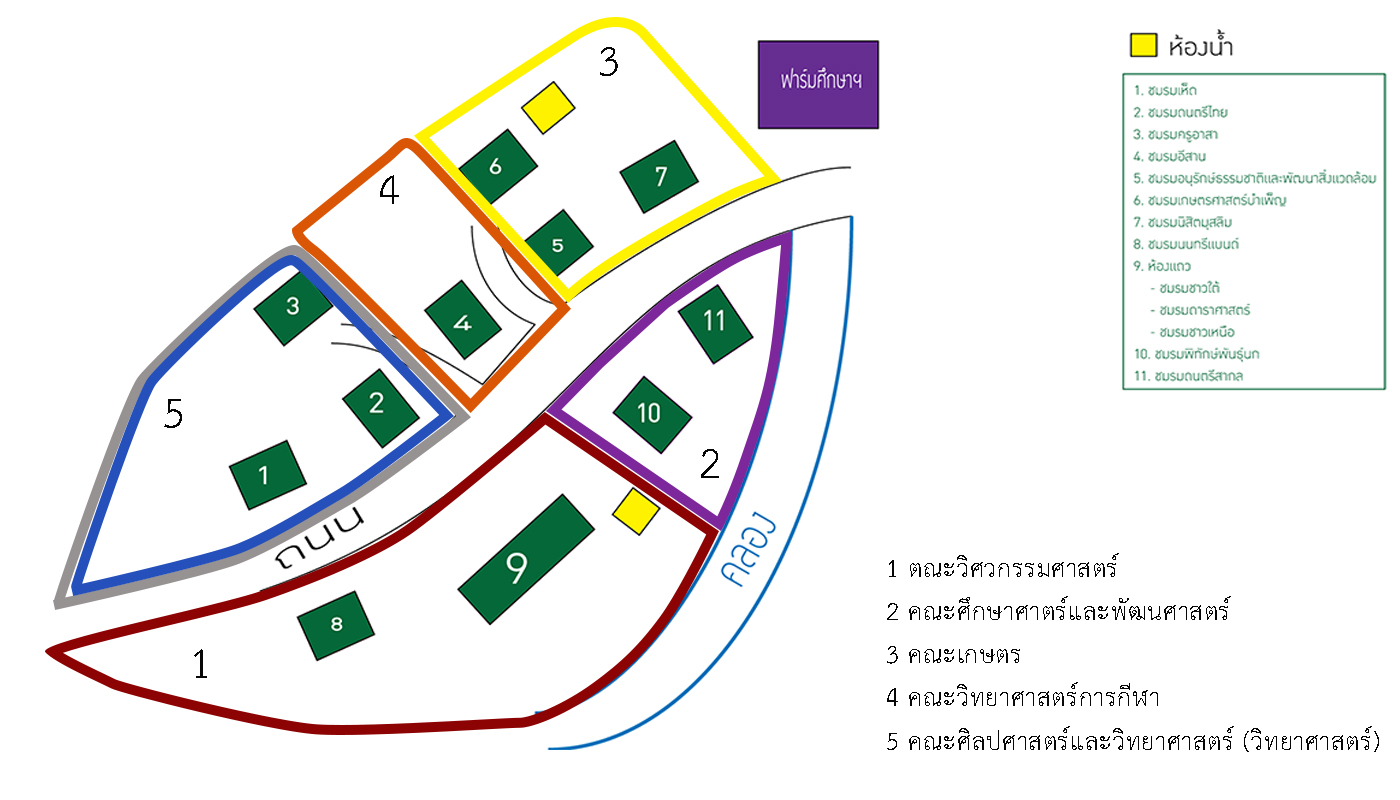 3
ฟาร์มศึกษาฯ
ห้องน้ำ
1. ชมรมเห็ด
2. ชมรมดนตรีไทย
3. ชมรมครูอาสา
4. ชมรมอีสาน
5. ชมรมอนุรักษ์ธรรมชาติและพัฒนาสิ่งแวดล้อม
6. ชมรมเกษตรศาสตร์บำเพ็ญ
7. ชมรมนิสิตมุสลิม
8. ชมรมนนทรีแบนด์
9. ห้องแถว
- ชมรมชาวใต้
- ชมรมดาราศาสตร์
- ชมรมชาวเหนือ
10. ชมรมพิทักษ์พันธุ์นก
11. ชมรมดนตรีสากล
6
7
4
5
3
4
11
5
2
10
1
2
ถนน
9
คลอง
8
1
1 ตณะวิศวกรรมศาสตร์
2 คณะศึกษาศาตร์และพัฒนศาสตร์
3 คณะเกษตร
4 คณะวิทยาศาสตร์การกีฬา
5 คณะศิลปศาสตร์และวิทยาศาสตร์ (วิทยาศาสตร์)